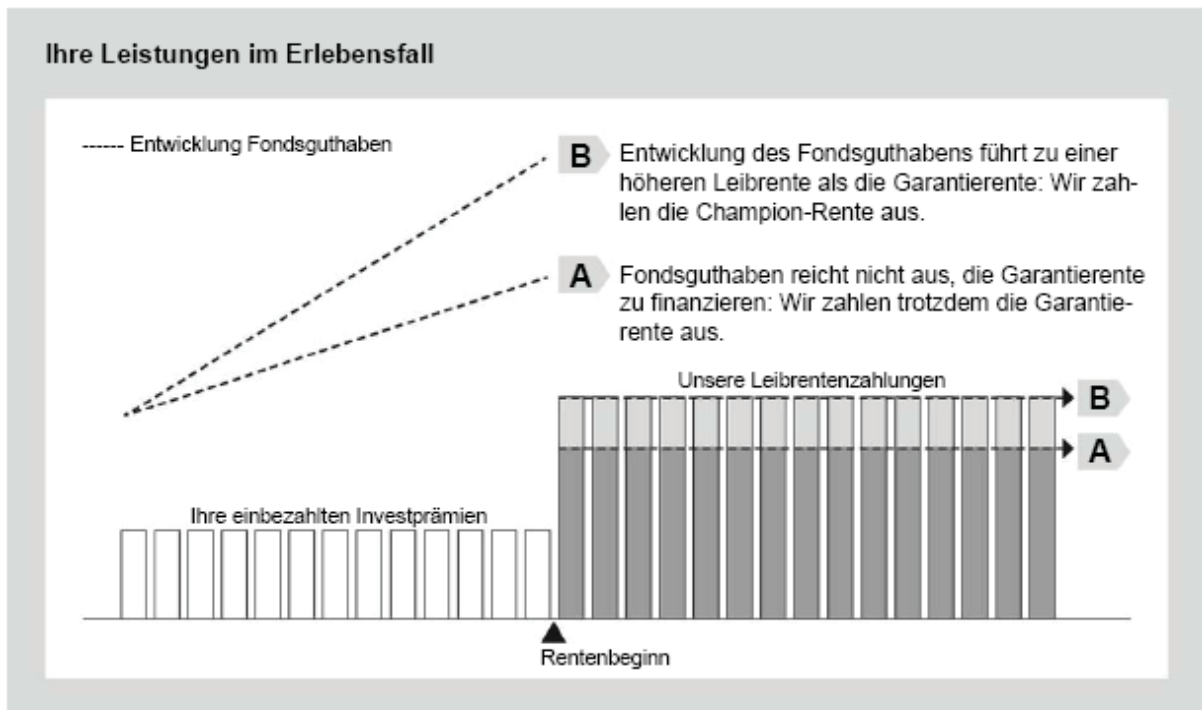 Ihre Leistungen im Erlebensfall
------ Entwicklung Fondsguthaben
B
Entwicklung des Fondsguthabens führt zu einer
höheren Leibrente als die Garantierente: Wir zah-
len die Champion-Rente aus.
A
Fondsguthaben reicht nicht aus, die Garantierente
zu finanzieren: Wir zahlen trotzdem die Garantie-
rente aus.
Unsere Leibrentenzahlungen
B
A
Ihre einbezahlten Investprämien
Rentenbeginn